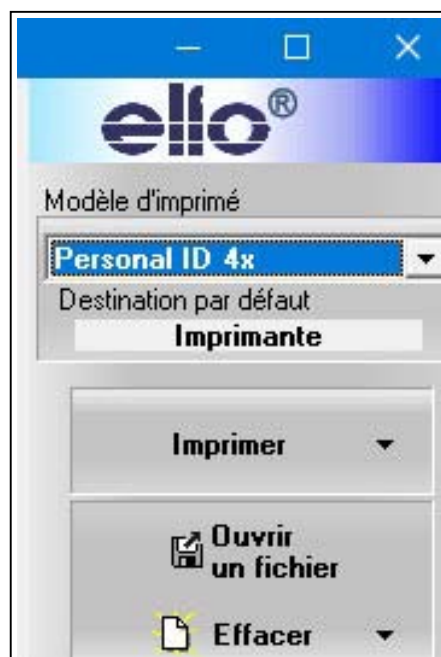 elfo®
Modèle d'imprimé
Personal ID 4x
Destination par défaut
Imprimante
Imprimer
Ouvrir
un fichier
Effacer